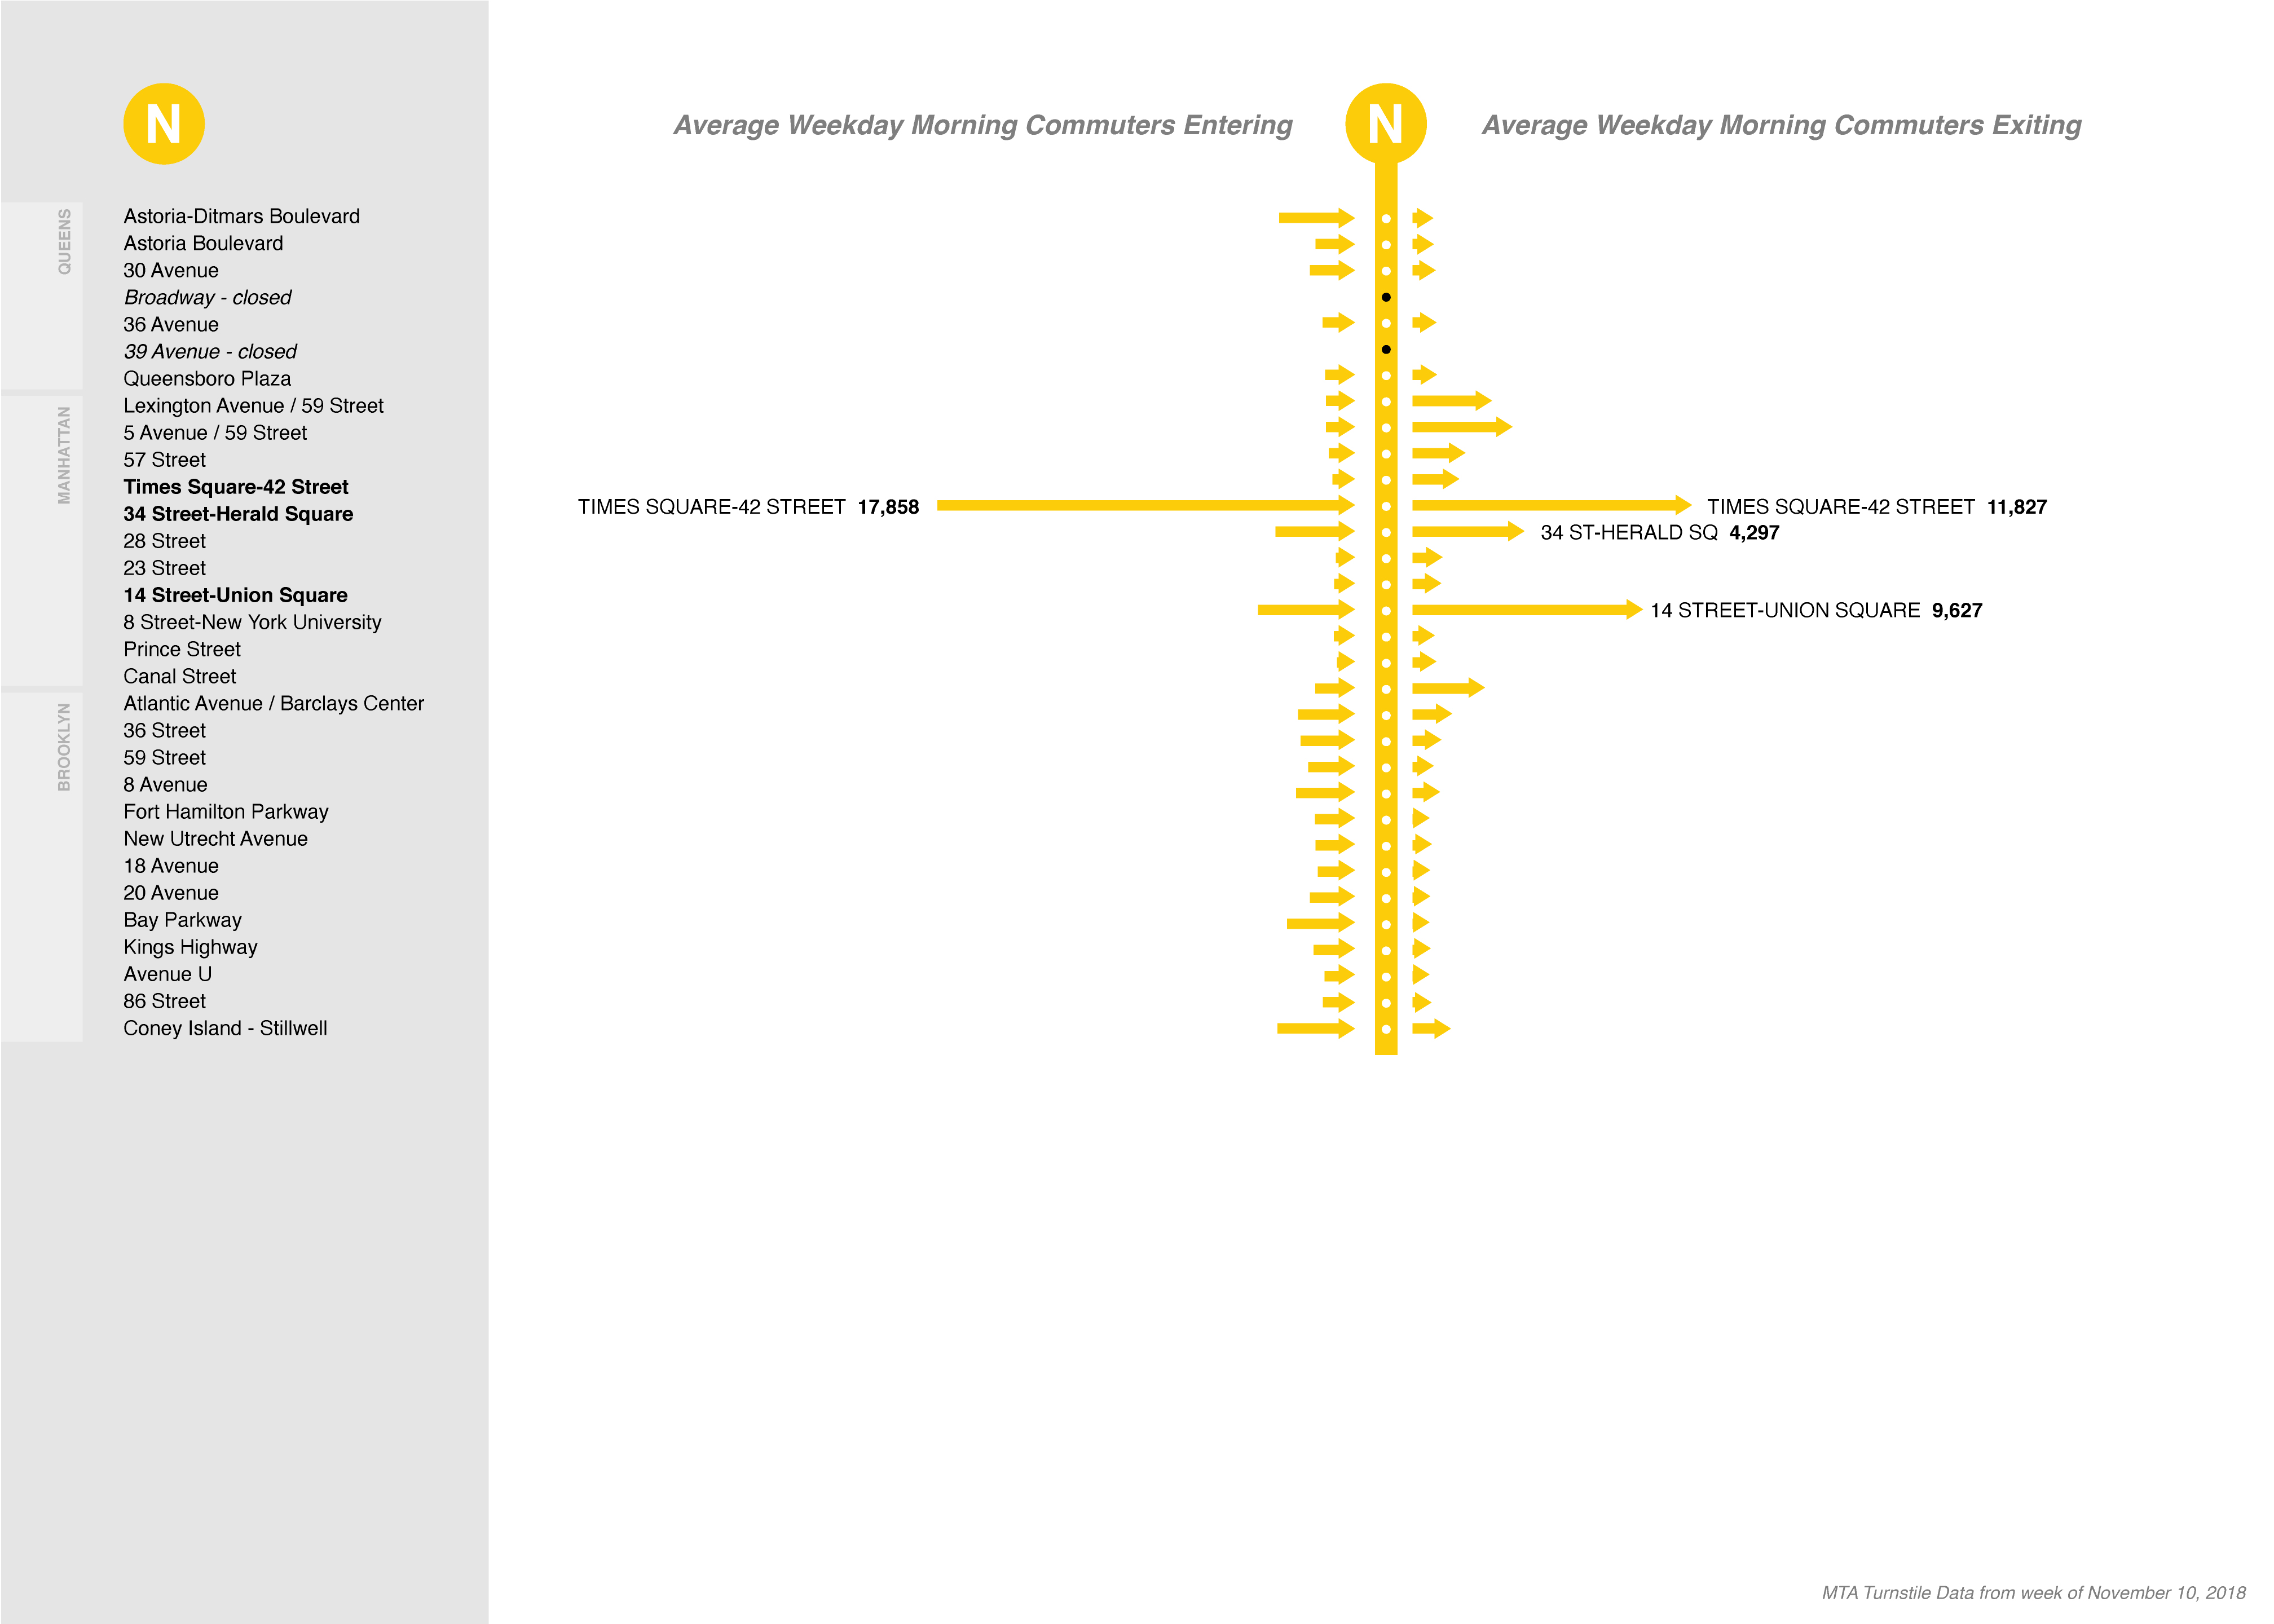 N
QUEENS
Astoria-Ditmars Boulevard
Astoria Boulevard
30 Avenue
Broadway - closed
36 Avenue
39 Avenue - closed
Queensboro Plaza
MANHATTAN
Lexington Avenue / 59 Street
5 Avenue / 59 Street
57 Street
Times Square-42 Street
34 Street-Herald Square
28 Street
23 Street
14 Street-Union Square
8 Street-New York University
Prince Street
Canal Street
BROOKLYN
Atlantic Avenue / Barclays Center
36 Street
59 Street
8 Avenue
Fort Hamilton Parkway
New Utrecht Avenue
18 Avenue
20 Avenue
Bay Parkway
Kings Highway
Avenue U
86 Street
Coney Island - Stillwell
Average Weekday Morning Commuters Entering
N
Average Weekday Morning Commuters Exiting
TIMES SQUARE-42 STREET 17,858
TIMES SQUARE-42 STREET 11,827
34 ST-HERALD SQ 4,297
14 STREET-UNION SQUARE 9,627
MTA Turnstile Data from week of November 10, 2018